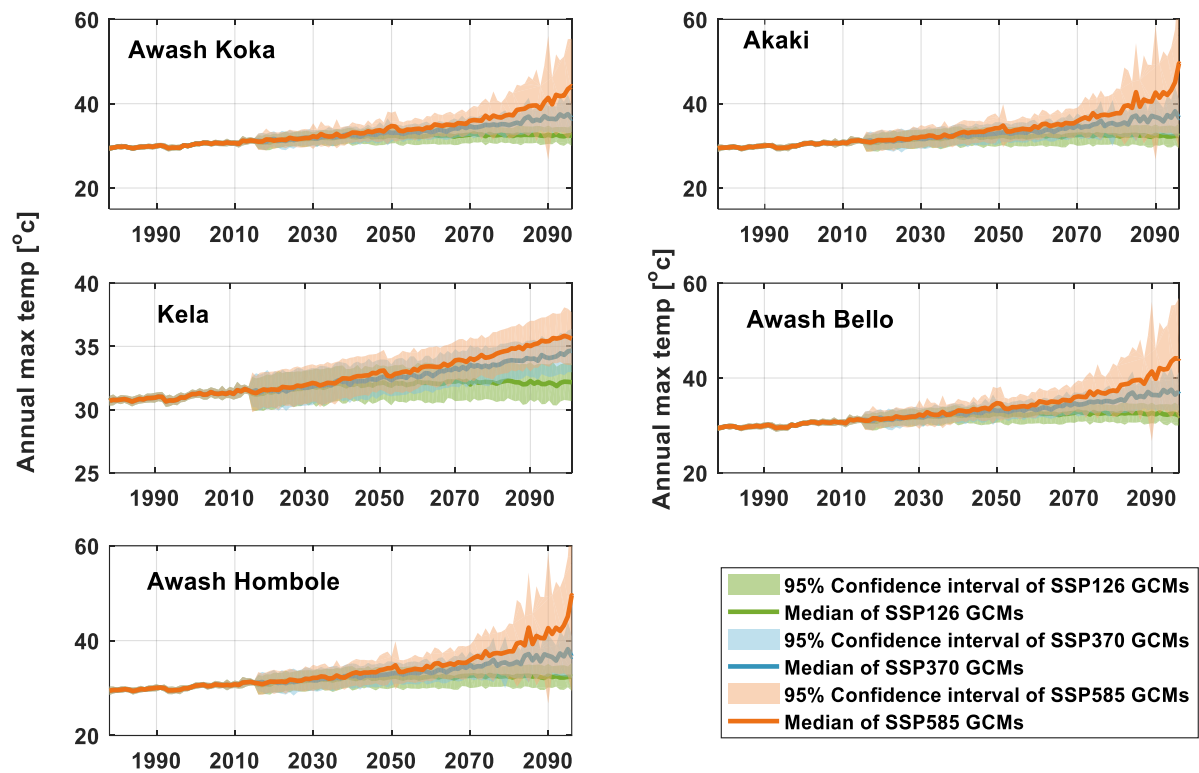 60
Awash Koka
40
20
1990 2010 2030 2050 2070 2090
60
Akaki
40
20
1990 2010 2030 2050 2070 2090
Annual max temp [°c]
40
Kela
35
30
25
1990 2010 2030 2050 2070 2090
Annual max temp [°c]
60
Awash Bello
40
20
1990 2010 2030 2050 2070 2090
60
Awash Hombole
40
20
1990 2010 2030 2050 2070 2090
95% Confidence interval of SSP126 GCMs
Median of SSP126 GCMs
95% Confidence interval of SSP370 GCMs
Median of SSP370 GCMs
95% Confidence interval of SSP585 GCMs
Median of SSP585 GCMs